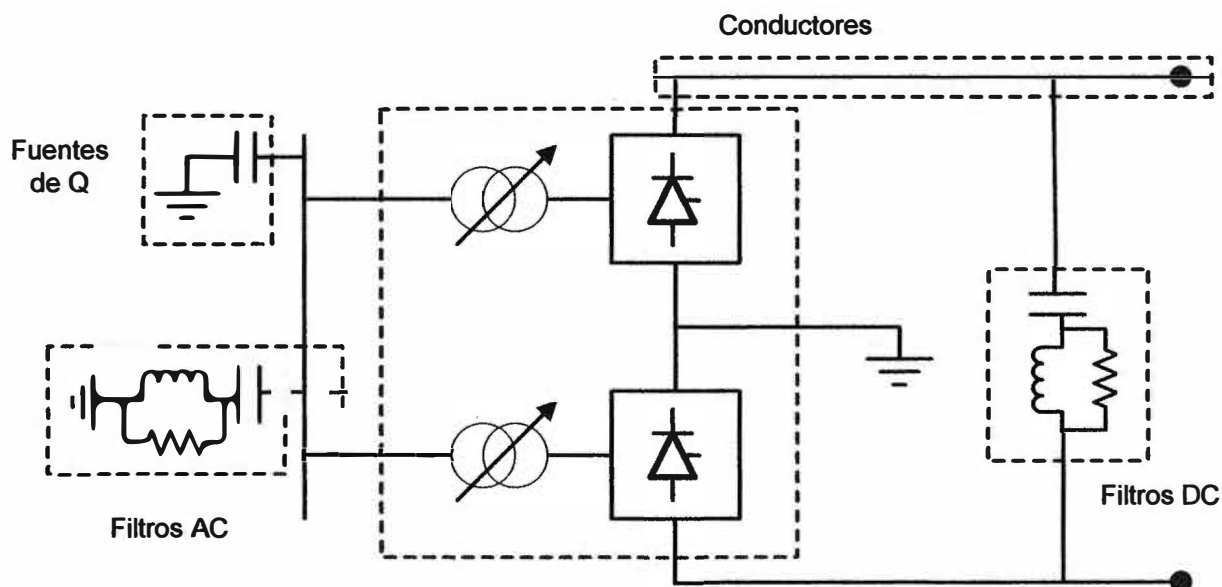 Conductores
Fuentes
de Q
Filtros AC
Filtros DC